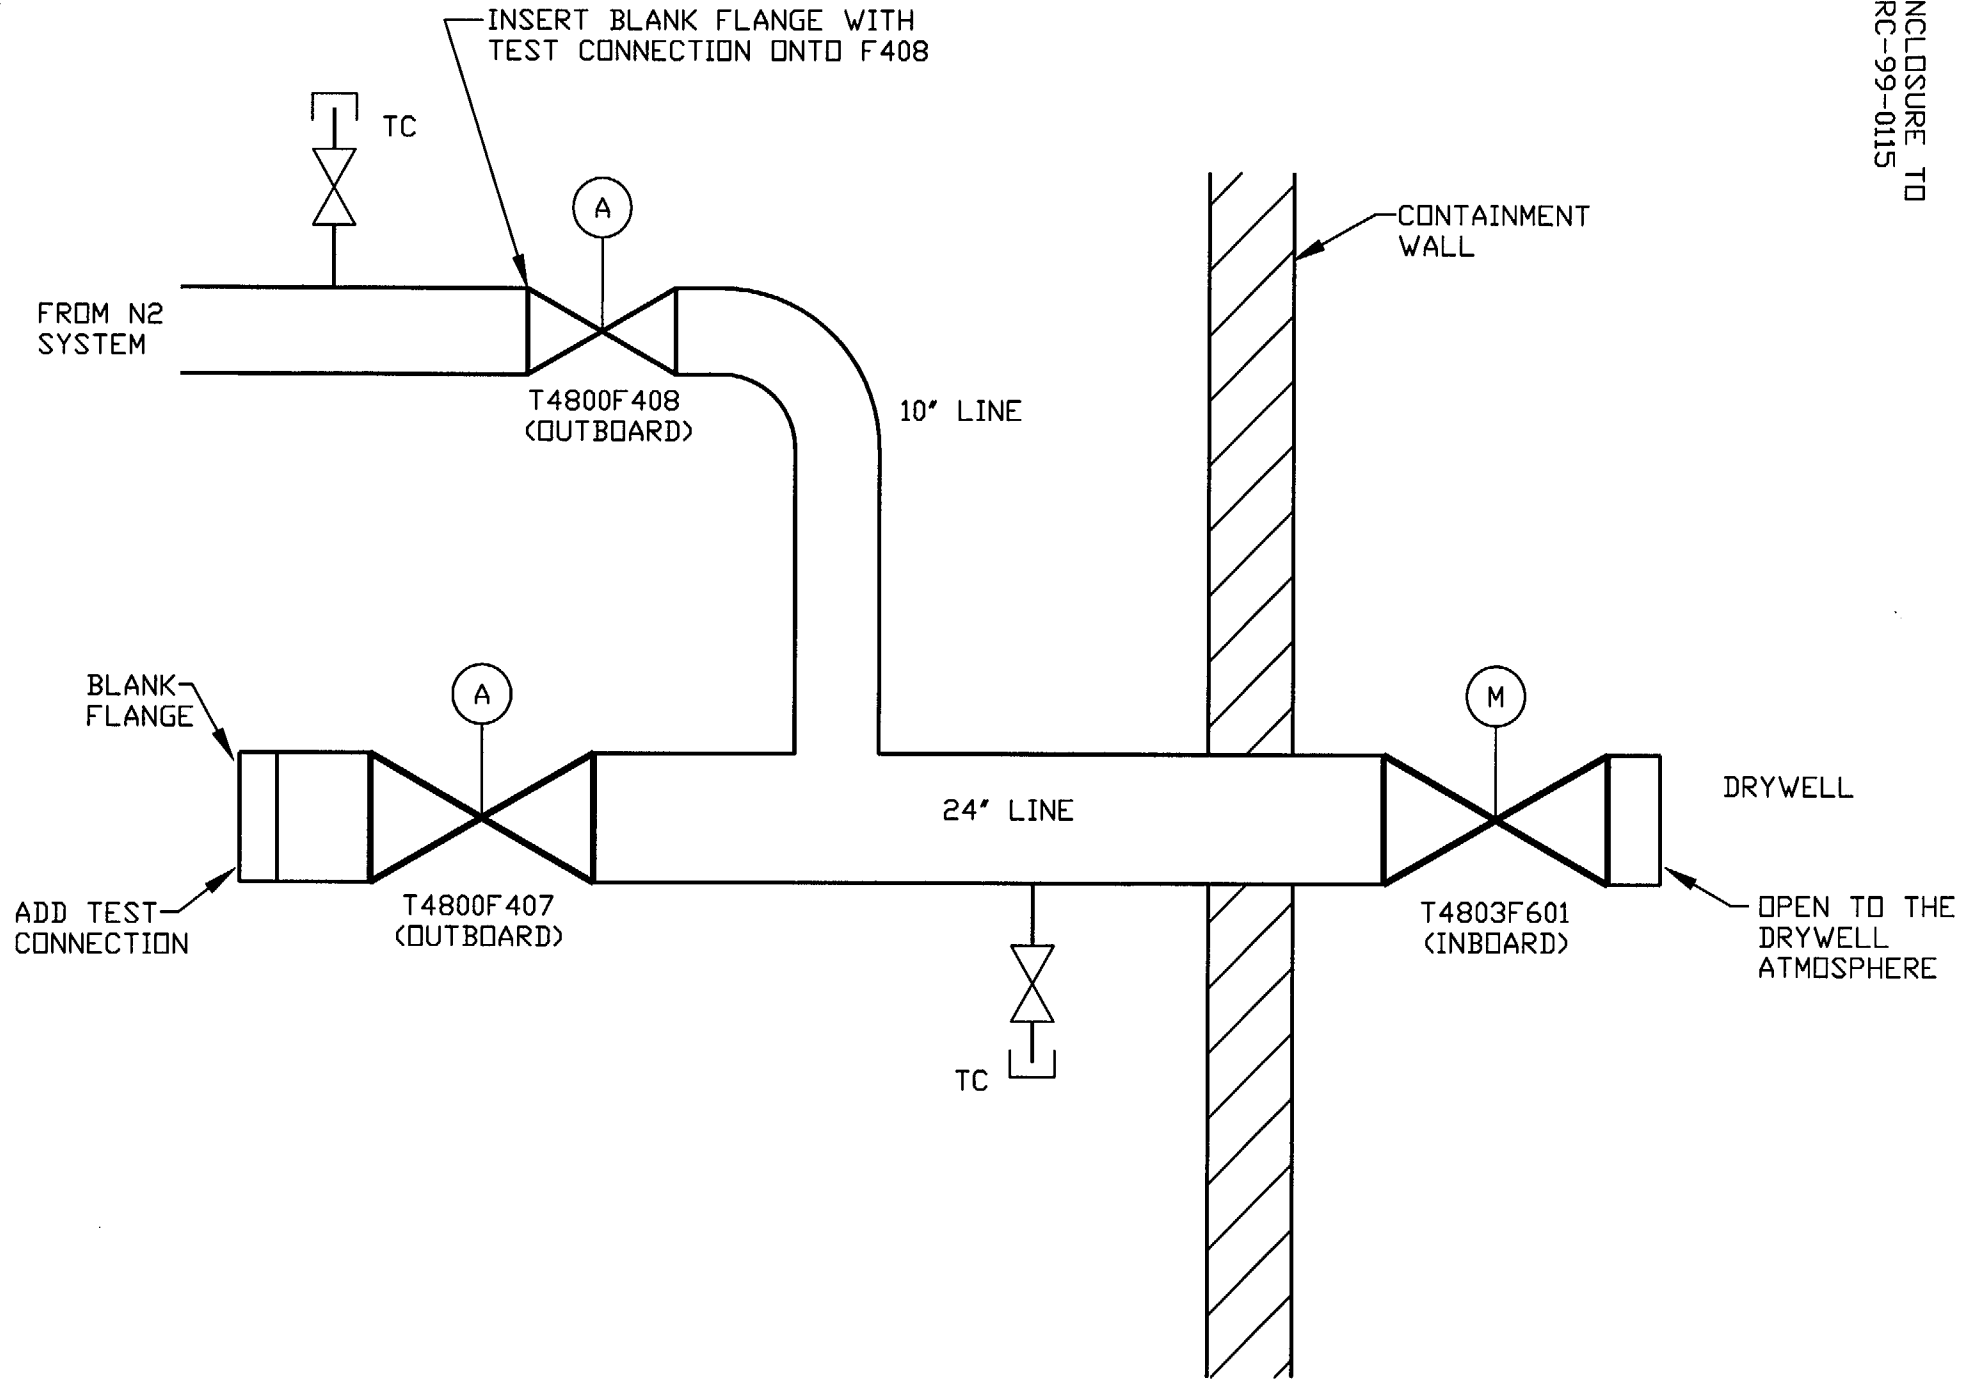 INSERT BLANK FLANGE WITH
TEST CONNECTION ONTO F408
NCLOSURE TO
RC-99-0115
TC
A
CONTAINMENT
WALL
FROM N2
SYSTEM
T4800F408
(OUTBOARD)
10" LINE
BLANK
FLANGE
A
M
24" LINE
DRYWELL
ADD TEST
CONNECTION
T4800F407
(OUTBOARD)
T4803F601
(INBOARD)
OPEN TO THE
DRYWELL
ATMOSPHERE
TC